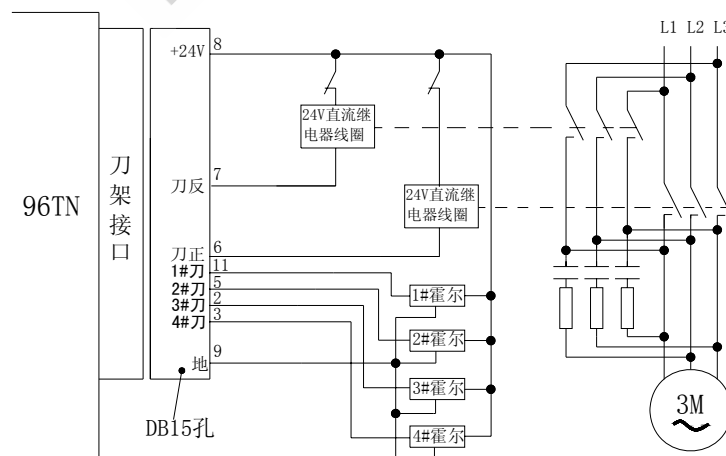 L1 L2 L3
+24V
8
24V直流继
电器线圈
刀架接口
96TN
7
刀反
24V直流继
电器线圈
刀正
6
1#刀
11
2#刀
5
3#刀
2
4#刀
3
1#霍尔
地
9
2#霍尔
3#霍尔
4#霍尔
DB15孔
3M